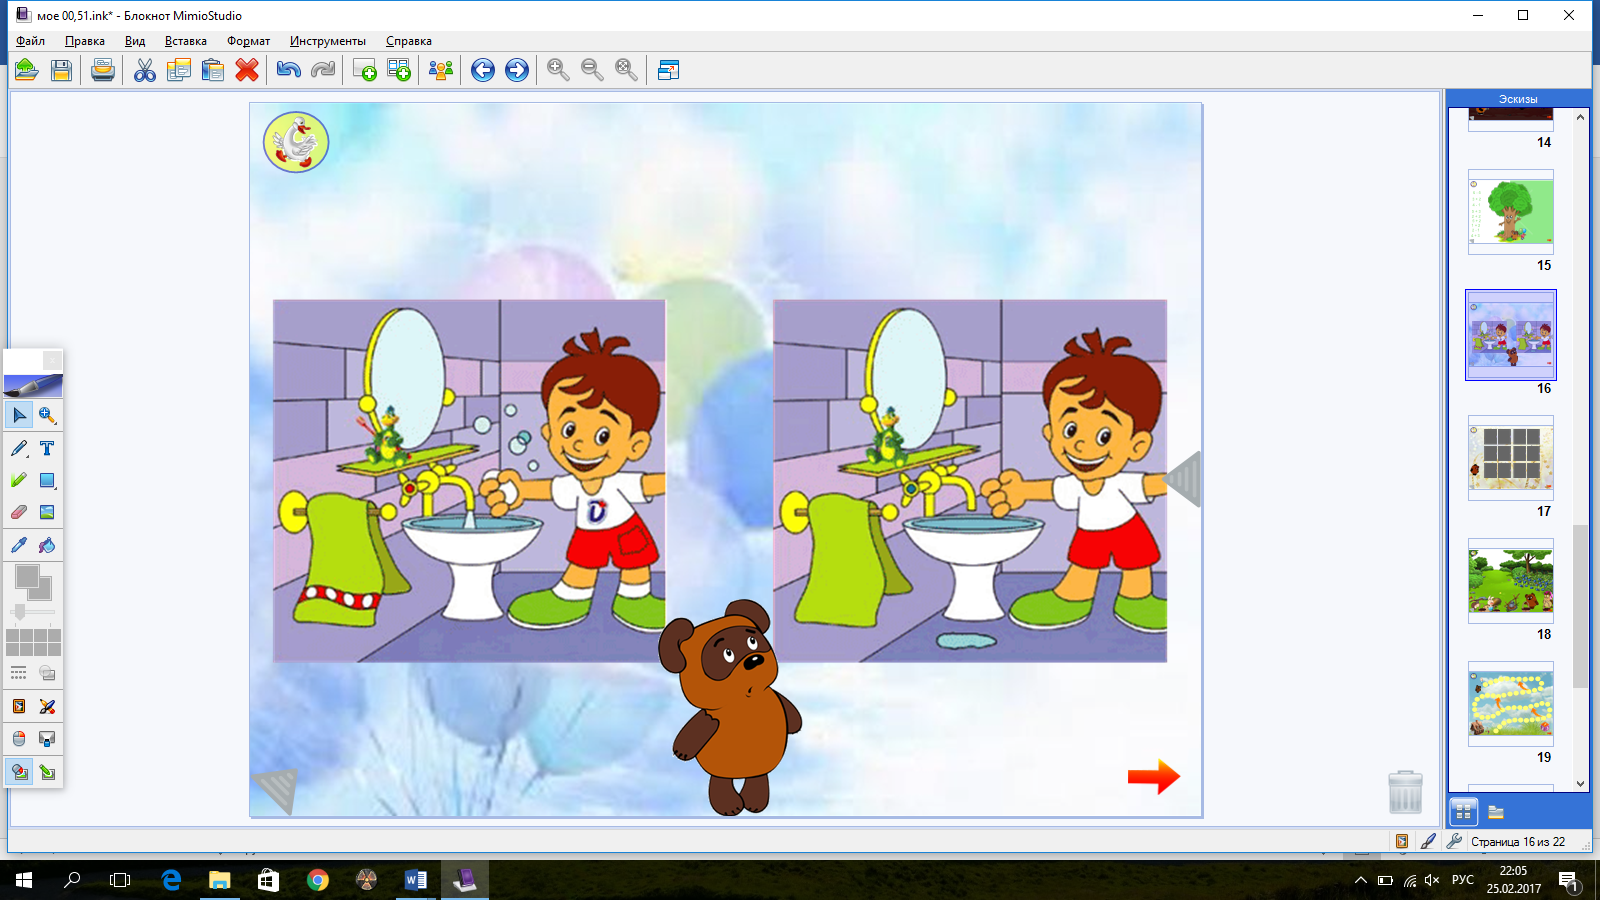 мое 00,51.ink* - Блокнот MimioStudio
Файл Правка Вид Вставка Формат Инструменты Справка
Эскизы
14
15
16
17
18
19
Страница 16 из 22
РУС
22:05
25.02.2017
1